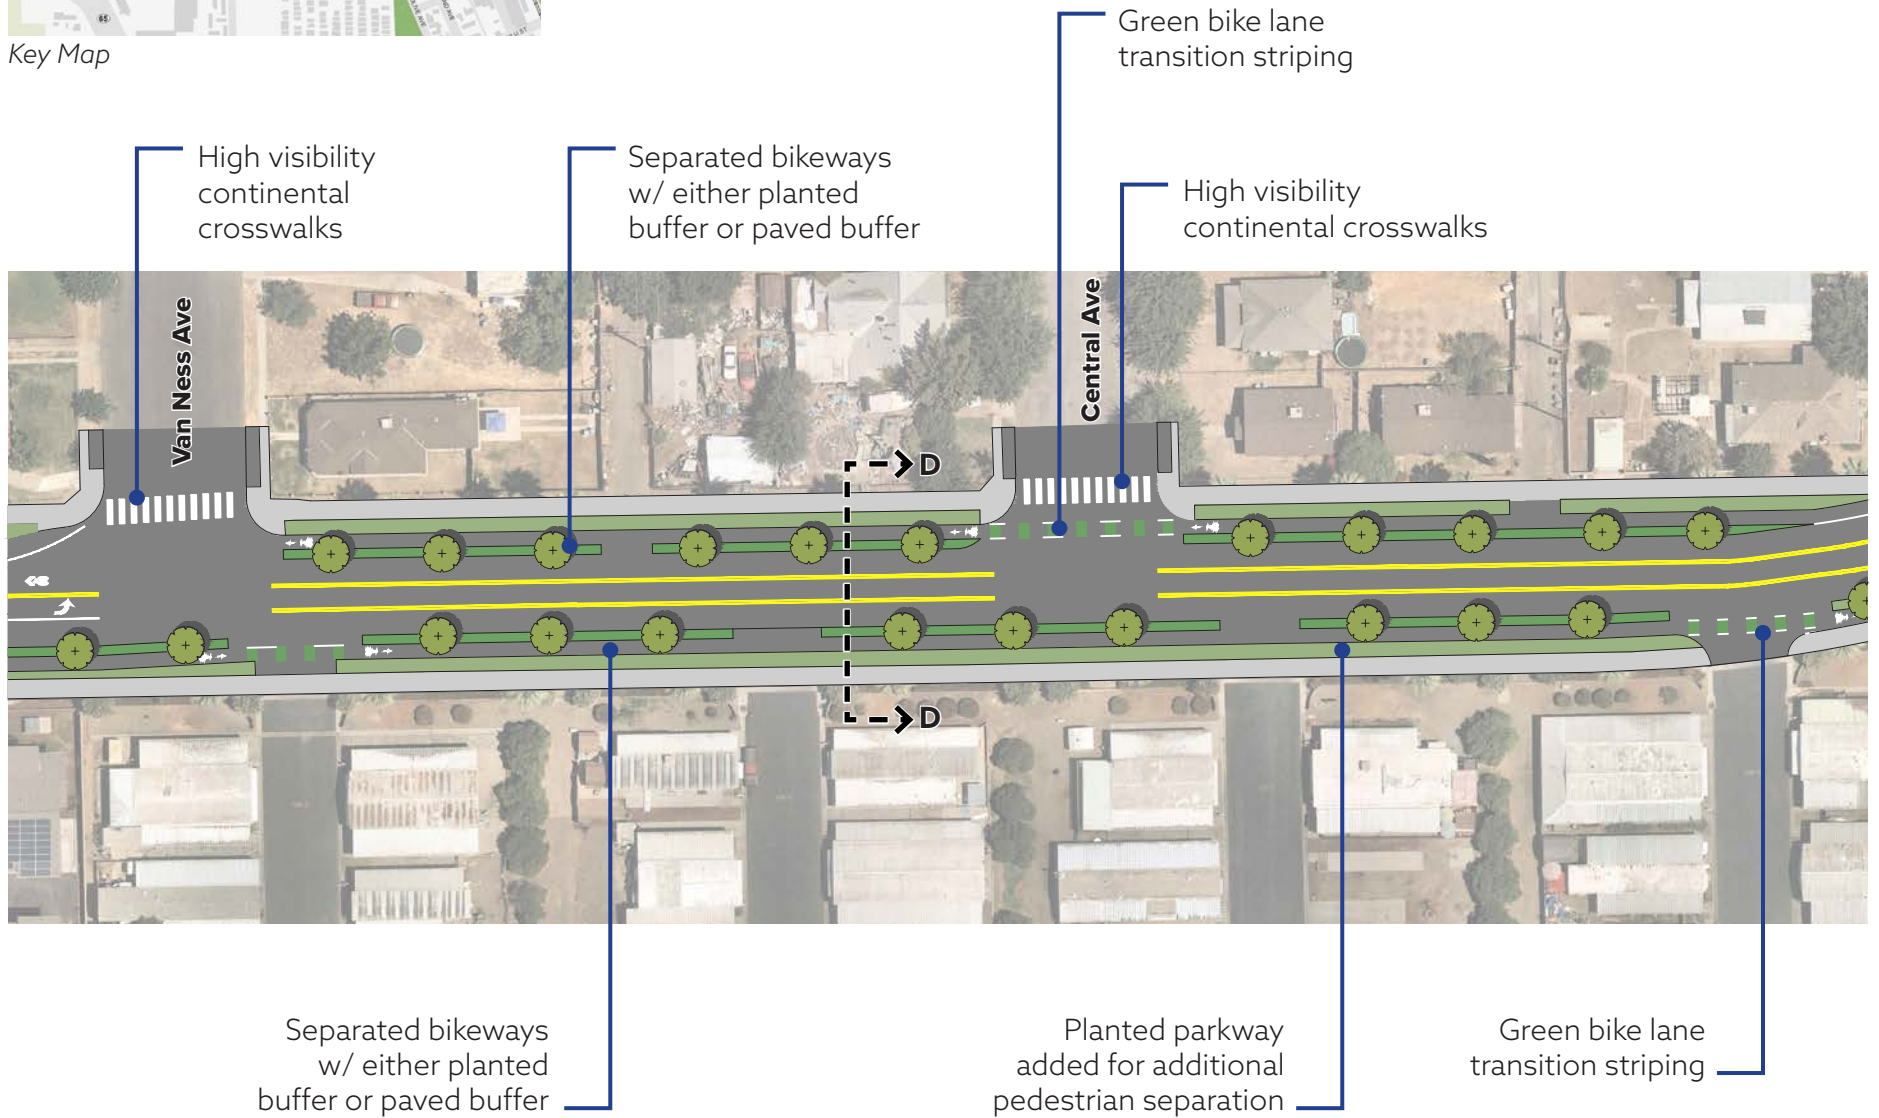 65
Key Map
Green bike lane
transition striping
High visibility
continental
crosswalks
Separated bikeways
w/ either planted
buffer or paved buffer
High visibility
continental crosswalks
Van Ness Ave
Central Ave
D
D
Separated bikeways
w/ either planted
buffer or paved buffer
Planted parkway
added for additional
pedestrian separation
Green bike lane
transition striping